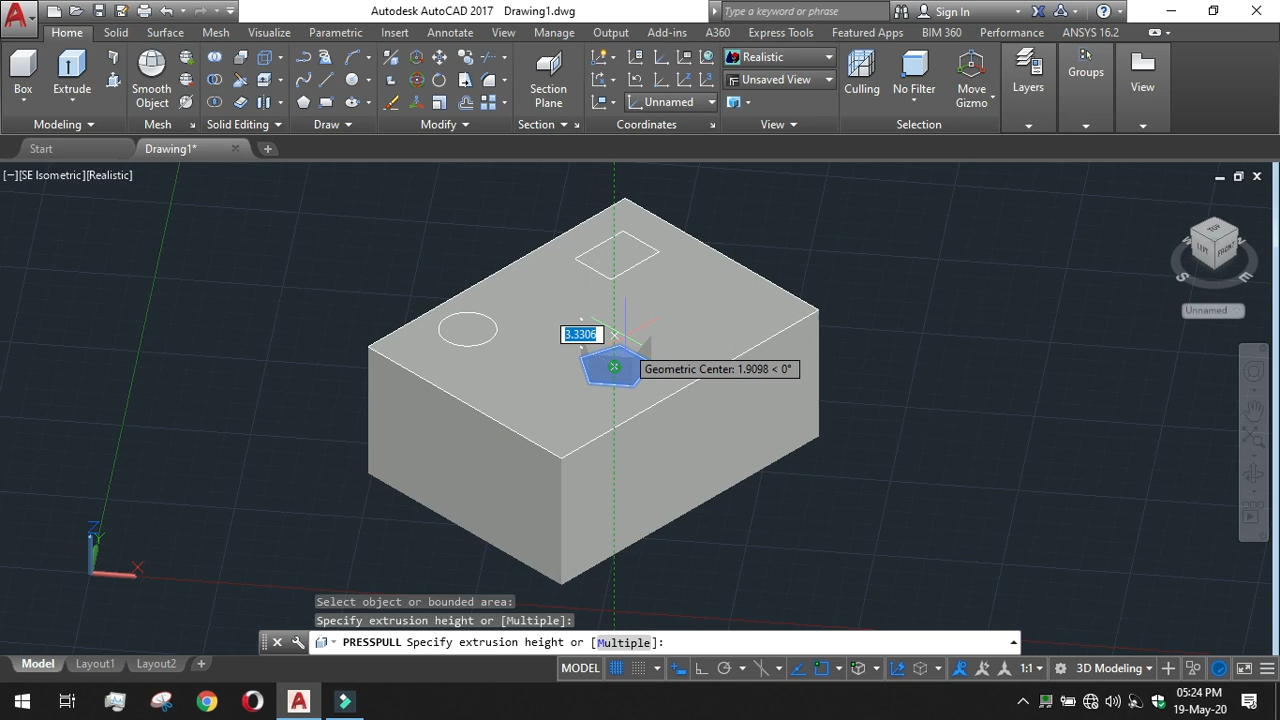 Autodesk AutoCAD 2017 Drawing1.dwg
Type a keyword or phrase
Sign In
Home Solid Surface Mesh Visualize Parametric Insert Annotate View Manage Output Add-ins A360 Express Tools Featured Apps BIM 360 Performance ANSYS 16.2
Box
Extrude
Smooth
Object
Section
Plane
Realistic
Unsaved View
Unnamed
Culling
No Filter
Move
Gizmo
Layers
Groups
View
Modeling
Mesh
Solid Editing
Draw
Modify
Section
Coordinates
View
Selection
Start
Drawing1*
[−][SE Isometric][Realistic]
TOP
LEFT
FRONT
W
N
S
E
Unnamed
3.3306
Geometric Center: 1.9098 < 0°
Z
Y
X
Select object or bounded area:
Specify extrusion height or [Multiple]:
PRESSPULL Specify extrusion height or [Multiple]:
Model Layout1 Layout2
MODEL
1:1
3D Modeling
05:24 PM
19-May-20